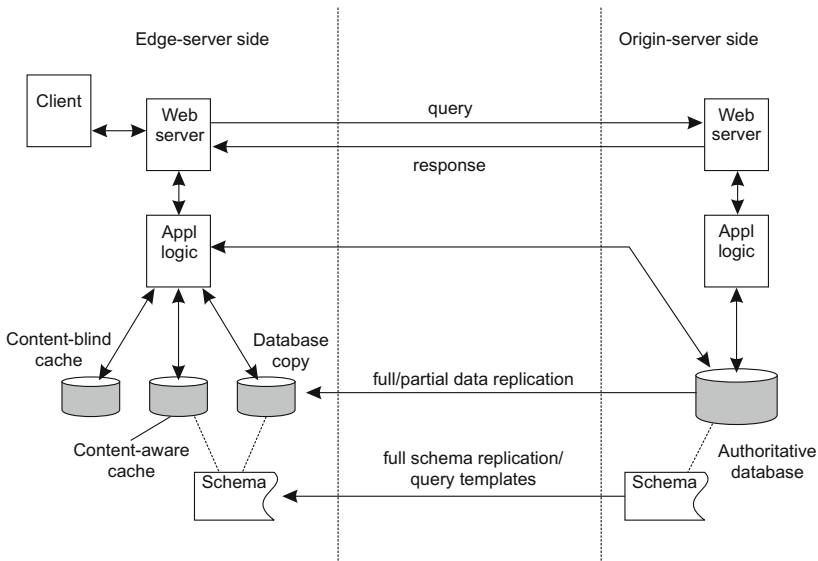 Edge-server side
Origin-server side
Client
Web
server
query
Web
server
response
Appl
logic
Appl
logic
Content-blind
cache
Database
copy
full/partial data replication
Content-aware
cache
Authoritative
database
full schema replication/
query templates
Schema
Schema